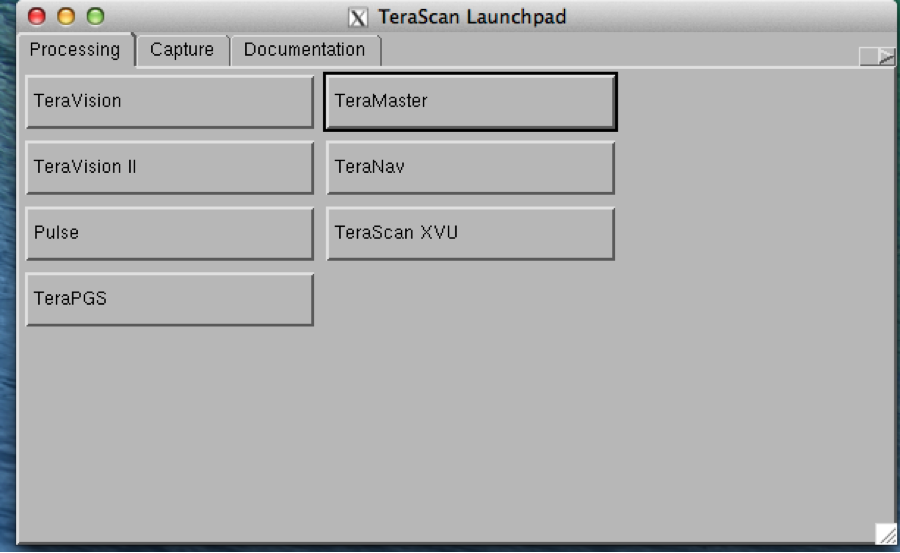 TeraScan Launchpad
Processing
Capture
Documentation
TeraVision
TeraMaster
TeraVision II
TeraNav
Pulse
TeraScan XVU
TeraPGS